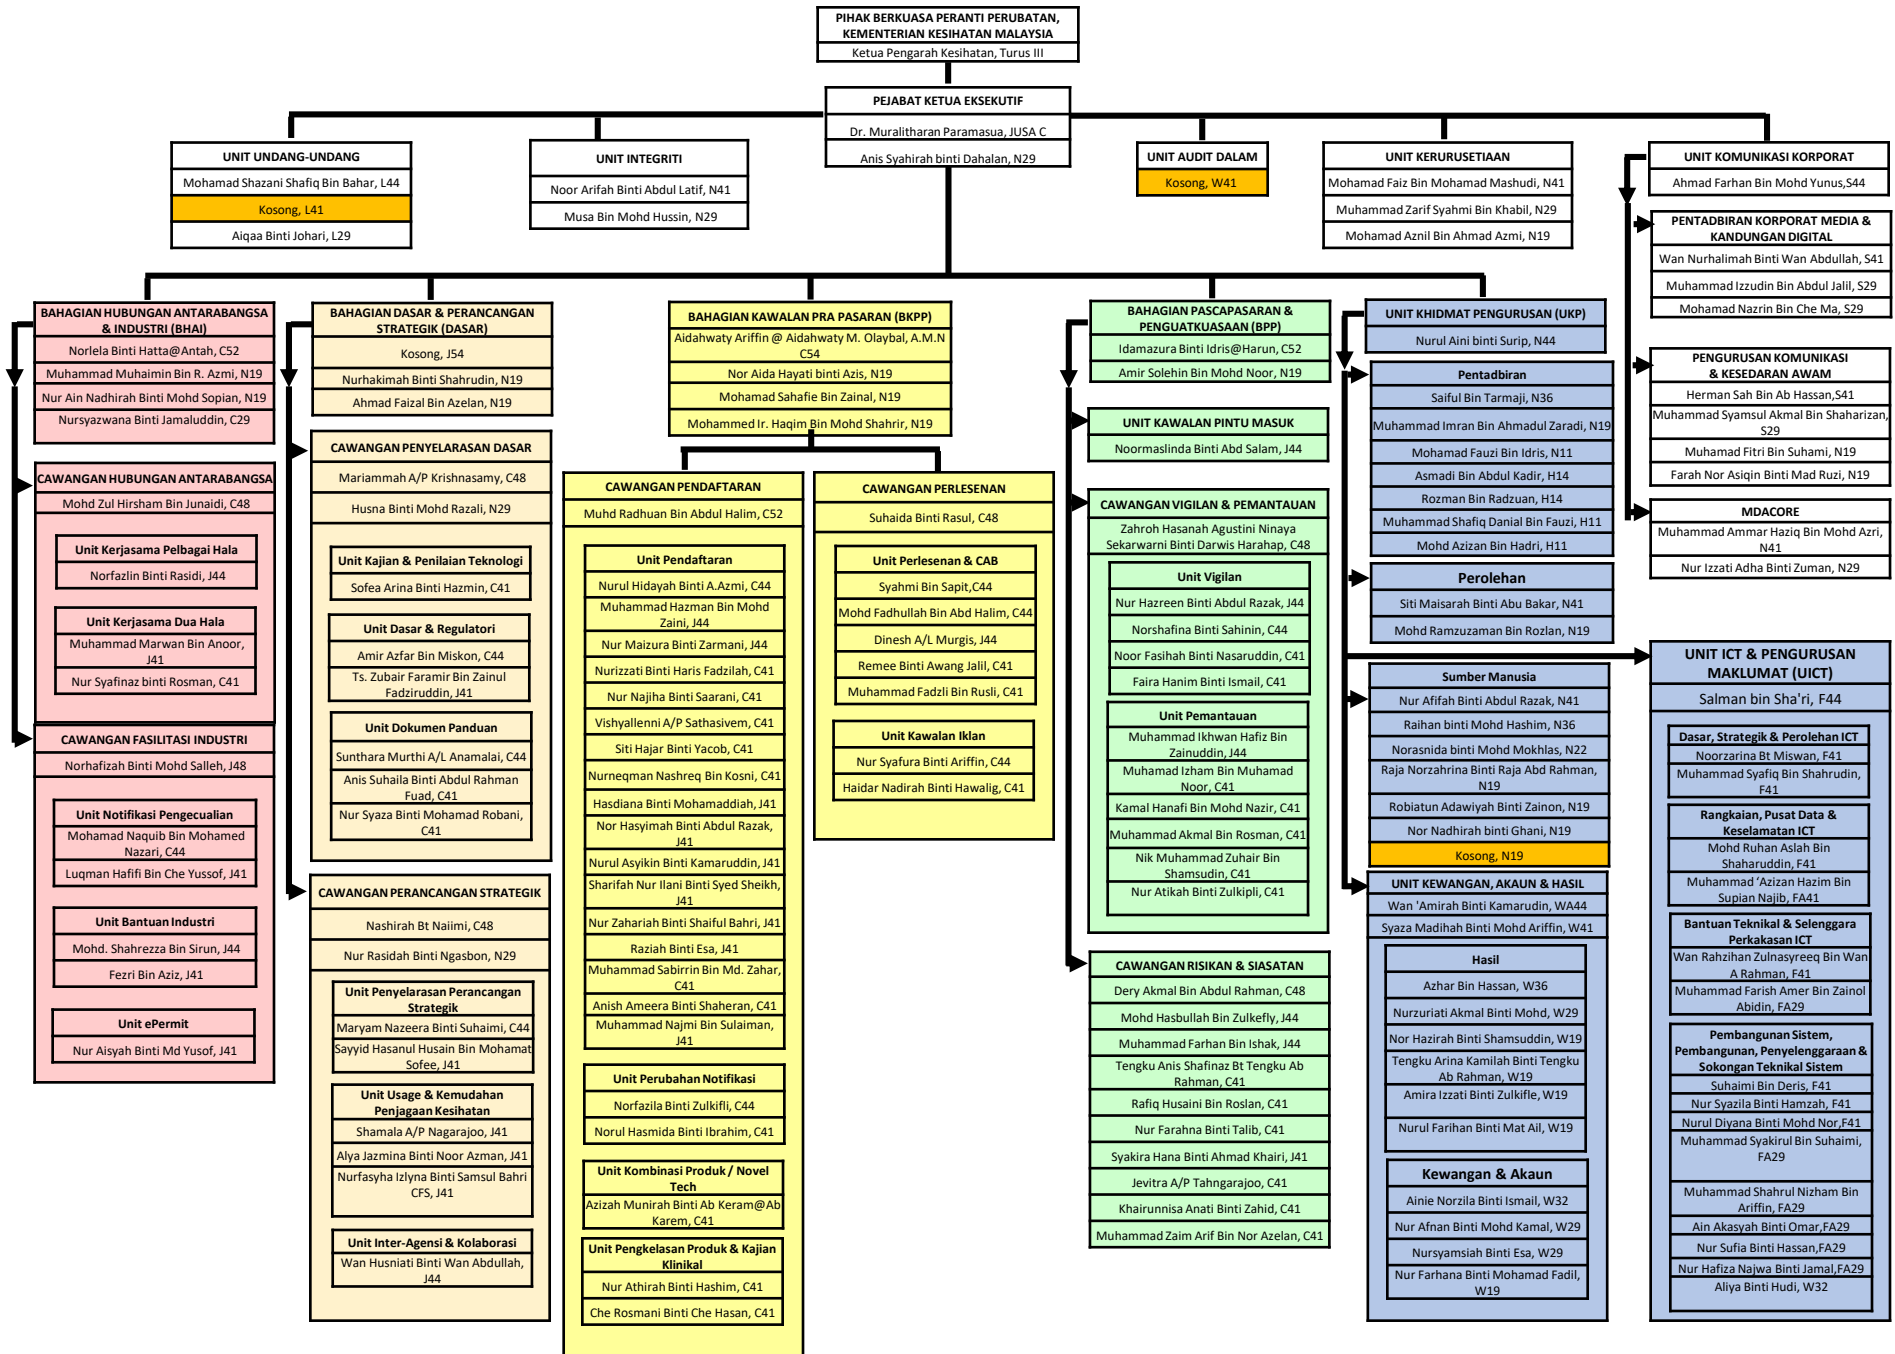 PIHAK BERKUASA PERANTI PERUBATAN,
KEMENTERIAN KESIHATAN MALAYSIA
Ketua Pengarah Kesihatan, Turus III
PEJABAT KETUA EKSEKUTIF
Dr. Muralitharan Paramasua, JUSA C
Anis Syahirah binti Dahalan, N29
UNIT UNDANG-UNDANG
Mohamad Shazani Shafiq Bin Bahar, L44
Kosong, L41
Aiqaa Binti Johari, L29
UNIT INTEGRITI
Noor Arifah Binti Abdul Latif, N41
Musa Bin Mohd Hussin, N29
UNIT AUDIT DALAM
Kosong, W41
UNIT KERURUSETIAAN
Mohamad Faiz Bin Mohamad Mashudi, N41
Muhammad Zarif Syahmi Bin Khabil, N29
Mohamad Aznil Bin Ahmad Azmi, N19
UNIT KOMUNIKASI KORPORAT
Ahmad Farhan Bin Mohd Yunus,S44
PENTADBIRAN KORPORAT MEDIA &
KANDUNGAN DIGITAL
Wan Nurhalimah Binti Wan Abdullah, S41
Muhammad Izzudin Bin Abdul Jalil, S29
Mohamad Nazrin Bin Che Ma, S29
PENGURUSAN KOMUNIKASI
& KESEDARAN AWAM
Herman Sah Bin Ab Hassan,S41
Muhammad Syamsul Akmal Bin Shaharizan,
S29
Muhamad Fitri Bin Suhami, N19
Farah Nor Asiqin Binti Mad Ruzi, N19
MDACORE
Muhammad Ammar Haziq Bin Mohd Azri,
N41
Nur Izzati Adha Binti Zuman, N29
BAHAGIAN HUBUNGAN ANTARABANGSA
& INDUSTRI (BHAI)
Norlela Binti Hatta@Antah, C52
Muhammad Muhaimin Bin R. Azmi, N19
Nur Ain Nadhirah Binti Mohd Sopian, N19
Nursyazwana Binti Jamaluddin, C29
CAWANGAN HUBUNGAN ANTARABANGSA
Mohd Zul Hirsham Bin Junaidi, C48
Unit Kerjasama Pelbagai Hala
Norfazlin Binti Rasidi, J44
Unit Kerjasama Dua Hala
Muhammad Marwan Bin Anoor,
J41
Nur Syafinaz binti Rosman, C41
CAWANGAN FASILITASI INDUSTRI
Norhafizah Binti Mohd Salleh, J48
Unit Notifikasi Pengecualian
Mohamad Naquib Bin Mohamed
Nazari, C44
Luqman Hafifi Bin Che Yussof, J41
Unit Bantuan Industri
Mohd. Shahrezza Bin Sirun, J44
Fezri Bin Aziz, J41
Unit ePermit
Nur Aisyah Binti Md Yusof, J41
BAHAGIAN DASAR & PERANCANGAN
STRATEGIK (DASAR)
Kosong, J54
Nurhakimah Binti Shahrudin, N19
Ahmad Faizal Bin Azelan, N19
CAWANGAN PENYELARASAN DASAR
Mariammah A/P Krishnasamy, C48
Husna Binti Mohd Razali, N29
Unit Kajian & Penilaian Teknologi
Sofea Arina Binti Hazmin, C41
Unit Dasar & Regulatori
Amir Azfar Bin Miskon, C44
Ts. Zubair Faramir Bin Zainul
Fadziruddin, J41
Unit Dokumen Panduan
Sunthara Murthi A/L Anamalai, C44
Anis Suhaila Binti Abdul Rahman
Fuad, C41
Nur Syaza Binti Mohamad Robani,
C41
CAWANGAN PERANCANGAN STRATEGIK
Nashirah Bt Naiimi, C48
Nur Rasidah Binti Ngasbon, N29
Unit Penyelarasan Perancangan
Strategik
Maryam Nazeera Binti Suhaimi, C44
Sayyid Hasanul Husain Bin Mohamat
Sofee, J41
Unit Usage & Kemudahan
Penjagaan Kesihatan
Shamala A/P Nagarajoo, J41
Alya Jazmina Binti Noor Azman, J41
Nurfasyha Izlyna Binti Samsul Bahri
CFS, J41
Unit Inter-Agensi & Kolaborasi
Wan Husniati Binti Wan Abdullah,
J44
BAHAGIAN KAWALAN PRA PASARAN (BKPP)
Aidahwaty Ariffin @ Aidahwaty M. Olaybal, A.M.N
C54
Nor Aida Hayati binti Azis, N19
Mohamad Sahafie Bin Zainal, N19
Mohammed Ir. Haqim Bin Mohd Shahrir, N19
CAWANGAN PENDAFTARAN
Muhd Radhuan Bin Abdul Halim, C52
Unit Pendaftaran
Nurul Hidayah Binti A.Azmi, C44
Muhammad Hazman Bin Mohd
Zaini, J44
Nur Maizura Binti Zarmani, J44
Nurizzati Binti Haris Fadzilah, C41
Nur Najiha Binti Saarani, C41
Vishyallenni A/P Sathasivem, C41
Siti Hajar Binti Yacob, C41
Nurneqman Nashreq Bin Kosni, C41
Hasdiana Binti Mohamaddiah, J41
Nor Hasyimah Binti Abdul Razak,
J41
Nurul Asyikin Binti Kamaruddin, J41
Sharifah Nur Ilani Binti Syed Sheikh,
J41
Nur Zahariah Binti Shaiful Bahri, J41
Raziah Binti Esa, J41
Muhammad Sabirrin Bin Md. Zahar,
C41
Anish Ameera Binti Shaheran, C41
Muhammad Najmi Bin Sulaiman,
J41
Unit Perubahan Notifikasi
Norfazila Binti Zulkifli, C44
Norul Hasmida Binti Ibrahim, C41
Unit Kombinasi Produk / Novel
Tech
Azizah Munirah Binti Ab Keram@Ab
Karem, C41
Unit Pengkelasan Produk & Kajian
Klinikal
Nur Athirah Binti Hashim, C41
Che Rosmani Binti Che Hasan, C41
CAWANGAN PERLESENAN
Suhaida Binti Rasul, C48
Unit Perlesenan & CAB
Syahmi Bin Sapit,C44
Mohd Fadhullah Bin Abd Halim, C44
Dinesh A/L Murgis, J44
Remee Binti Awang Jalil, C41
Muhammad Fadzli Bin Rusli, C41
Unit Kawalan Iklan
Nur Syafura Binti Ariffin, C44
Haidar Nadirah Binti Hawalig, C41
BAHAGIAN PASCAPASARAN &
PENGUATKUASAAN (BPP)
Idamazura Binti Idris@Harun, C52
Amir Solehin Bin Mohd Noor, N19
UNIT KAWALAN PINTU MASUK
Noormaslinda Binti Abd Salam, J44
CAWANGAN VIGILAN & PEMANTAUAN
Zahroh Hasanah Agustini Ninaya
Sekarwarni Binti Darwis Harahap, C48
Unit Vigilan
Nur Hazreen Binti Abdul Razak, J44
Norshafina Binti Sahinin, C44
Noor Fasihah Binti Nasaruddin, C41
Faira Hanim Binti Ismail, C41
Unit Pemantauan
Muhammad Ikhwan Hafiz Bin
Zainuddin, J44
Muhamad Izham Bin Muhamad
Noor, C41
Kamal Hanafi Bin Mohd Nazir, C41
Muhammad Akmal Bin Rosman, C41
Nik Muhammad Zuhair Bin
Shamsudin, C41
Nur Atikah Binti Zulkipli, C41
CAWANGAN RISIKAN & SIASATAN
Dery Akmal Bin Abdul Rahman, C48
Mohd Hasbullah Bin Zulkefly, J44
Muhammad Farhan Bin Ishak, J44
Tengku Anis Shafinaz Bt Tengku Ab
Rahman, C41
Rafiq Husaini Bin Roslan, C41
Nur Farahna Binti Talib, C41
Syakira Hana Binti Ahmad Khairi, J41
Jevitra A/P Tahngarajoo, C41
Khairunnisa Anati Binti Zahid, C41
Muhammad Zaim Arif Bin Nor Azelan, C41
UNIT KHIDMAT PENGURUSAN (UKP)
Nurul Aini binti Surip, N44
Pentadbiran
Saiful Bin Tarmaji, N36
Muhammad Imran Bin Ahmadul Zaradi, N19
Mohamad Fauzi Bin Idris, N11
Asmadi Bin Abdul Kadir, H14
Rozman Bin Radzuan, H14
Muhammad Shafiq Danial Bin Fauzi, H11
Mohd Azizan Bin Hadri, H11
Perolehan
Siti Maisarah Binti Abu Bakar, N41
Mohd Ramzuzaman Bin Rozlan, N19
Sumber Manusia
Nur Afifah Binti Abdul Razak, N41
Raihan binti Mohd Hashim, N36
Norasnida binti Mohd Mokhlas, N22
Raja Norzahrina Binti Raja Abd Rahman,
N19
Robiatun Adawiyah Binti Zainon, N19
Nor Nadhirah binti Ghani, N19
Kosong, N19
UNIT KEWANGAN, AKAUN & HASIL
Wan 'Amirah Binti Kamarudin, WA44
Syaza Madihah Binti Mohd Ariffin, W41
Hasil
Azhar Bin Hassan, W36
Nurzuriati Akmal Binti Mohd, W29
Nor Hazirah Binti Shamsuddin, W19
Tengku Arina Kamilah Binti Tengku
Ab Rahman, W19
Amira Izzati Binti Zulkifle, W19
Nurul Farihan Binti Mat Ail, W19
Kewangan & Akaun
Ainie Norzila Binti Ismail, W32
Nur Afnan Binti Mohd Kamal, W29
Nursyamsiah Binti Esa, W29
Nur Farhana Binti Mohamad Fadil,
W19
UNIT ICT & PENGURUSAN
MAKLUMAT (UICT)
Salman bin Sha'ri, F44
Dasar, Strategik & Perolehan ICT
Noorzarina Bt Miswan, F41
Muhammad Syafiq Bin Shahrudin,
F41
Rangkaian, Pusat Data &
Keselamatan ICT
Mohd Ruhan Aslah Bin
Shaharuddin, F41
Muhammad ‘Azizan Hazim Bin
Supian Najib, FA41
Bantuan Teknikal & Selenggara
Perkakasan ICT
Wan Rahzihan Zulnasyreeq Bin Wan
A Rahman, F41
Muhammad Farish Amer Bin Zainol
Abidin, FA29
Pembangunan Sistem,
Pembangunan, Penyelenggaraan &
Sokongan Teknikal Sistem
Suhaimi Bin Deris, F41
Nur Syazila Binti Hamzah, F41
Nurul Diyana Binti Mohd Nor,F41
Muhammad Syakirul Bin Suhaimi,
FA29
Muhammad Shahrul Nizham Bin
Ariffin, FA29
Ain Akasyah Binti Omar,FA29
Nur Sufia Binti Hassan,FA29
Nur Hafiza Najwa Binti Jamal,FA29
Aliya Binti Hudi, W32